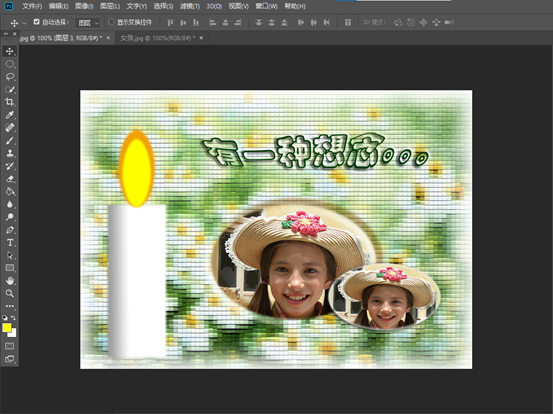 Ps 文件(F) 编辑(E) 图像(I) 图层(L) 文字(Y) 选择(S) 滤镜(T) 3D(D) 视图(V) 窗口(W) 帮助(H)
自动选择: 图层 显示变换控件 3D 模式:
.jpg @ 100% (图层 3, RGB/8#) * × 女孩.jpg @ 100%(RGB/8#) * ×
有一种想念...
T